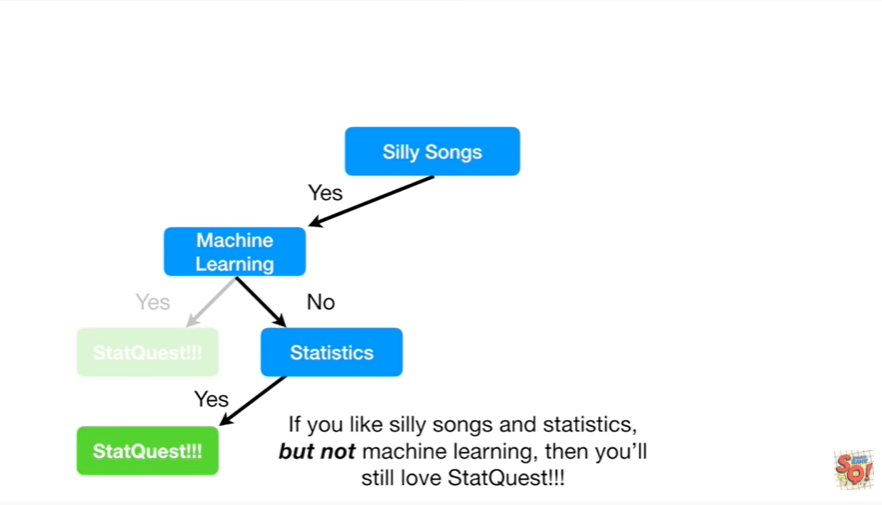 Silly Songs
Yes
Machine
Learning
Yes
No
StatQuest!!!
Statistics
Yes
StatQuest!!!
If you like silly songs and statistics,
but not machine learning, then you'll
still love StatQuest!!!
SQ!